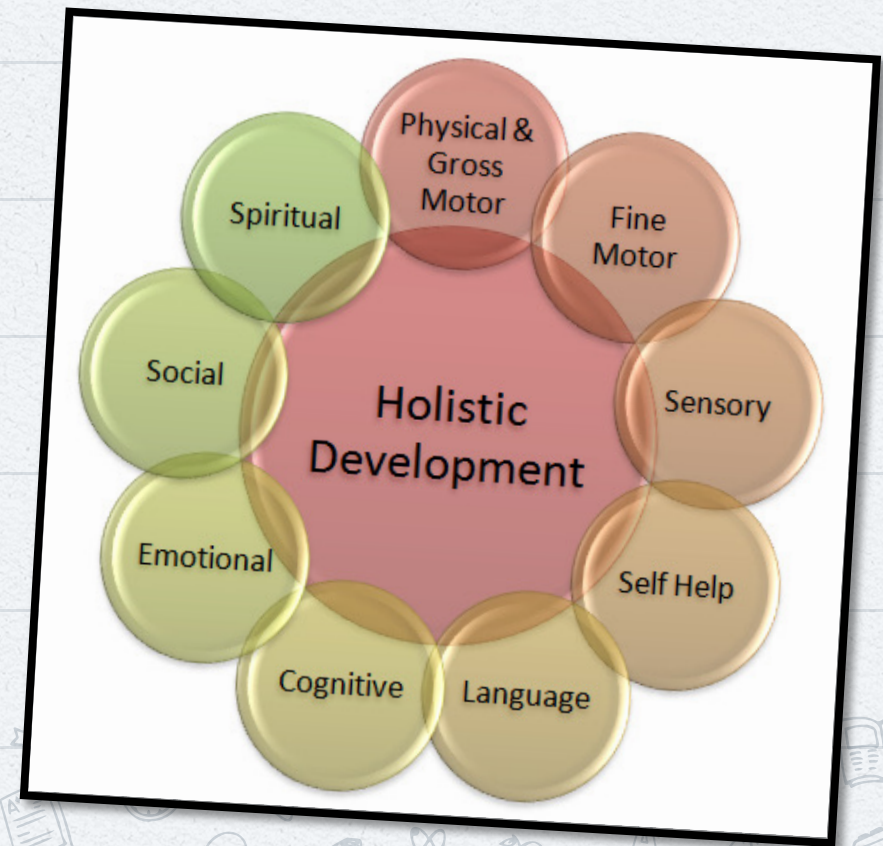 Physical &
Gross
Motor
Fine
Motor
Sensory
Self Help
Language
Cognitive
Emotional
Social
Spiritual
Holistic
Development